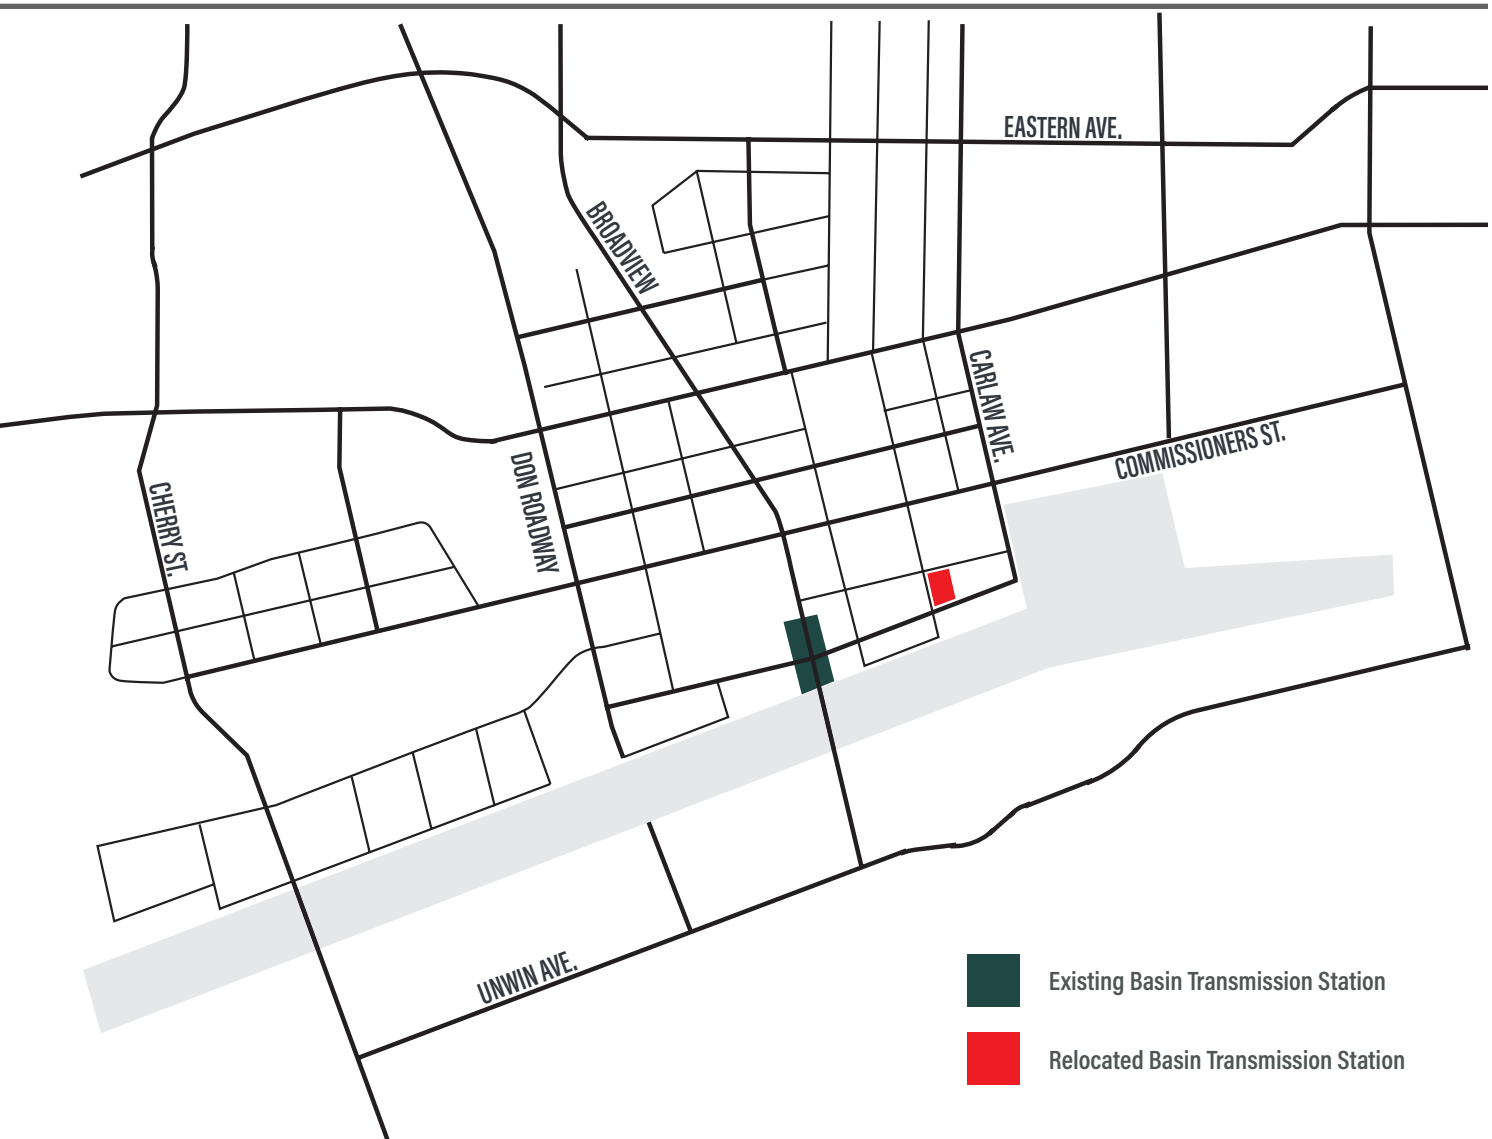 EASTERN AVE.
BROADVIEW
CARLAW AVE.
COMMISSIONERS ST.
DON ROADWAY
CHERRY ST.
UNWIN AVE.
Existing Basin Transmission Station
Relocated Basin Transmission Station